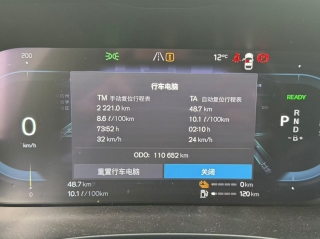 200
12°C
行车电脑
TM 手动复位行程表
TA 自动复位行程表
2 221.0 km
48.7 km
8.6 l/100km
10.1 l/100km
73:52 h
02:10 h
32 km/h
24 km/h
ODO: 110 652 km
重置行车电脑
关闭
0
km/h
0
READY
P
R
N
D
B
48.7 km
10.1 l/100km
0 km
120 km